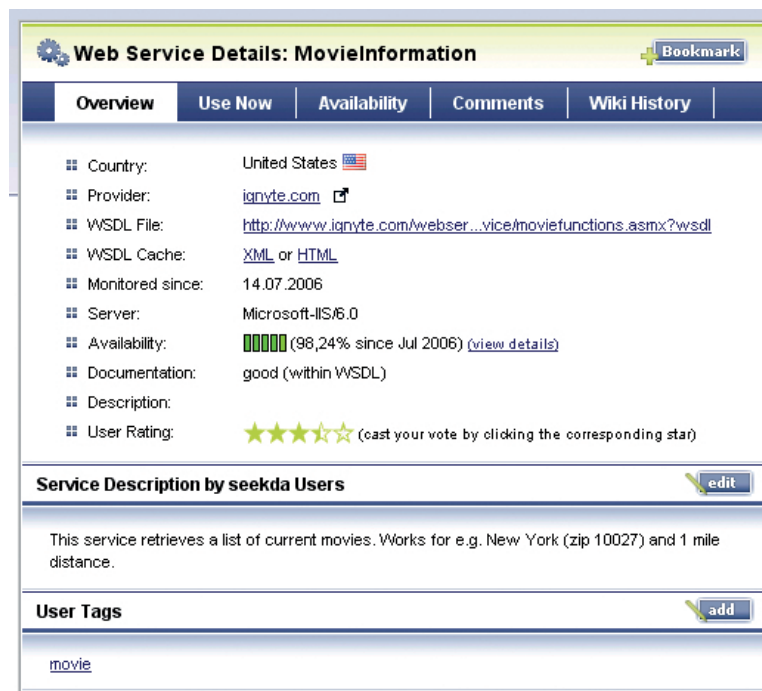 Web Service Details: MovieInformation
Bookmark
Overview Use Now Availability Comments Wiki History
Country: United States
Provider: ignyte.com
WSDL File: http://www.ignyte.com/webser...vice/moviefunctions.asmx?wsdl
WSDL Cache: XML or HTML
Monitored since: 14.07.2006
Server: Microsoft-IIS/6.0
Availability: (98,24% since Jul 2006) (view details)
Documentation: good (within WSDL)
Description:
User Rating: (cast your vote by clicking the corresponding star)
Service Description by seekda Users
edit
This service retrieves a list of current movies. Works for e.g. New York (zip 10027) and 1 mile
distance.
User Tags
add
movie